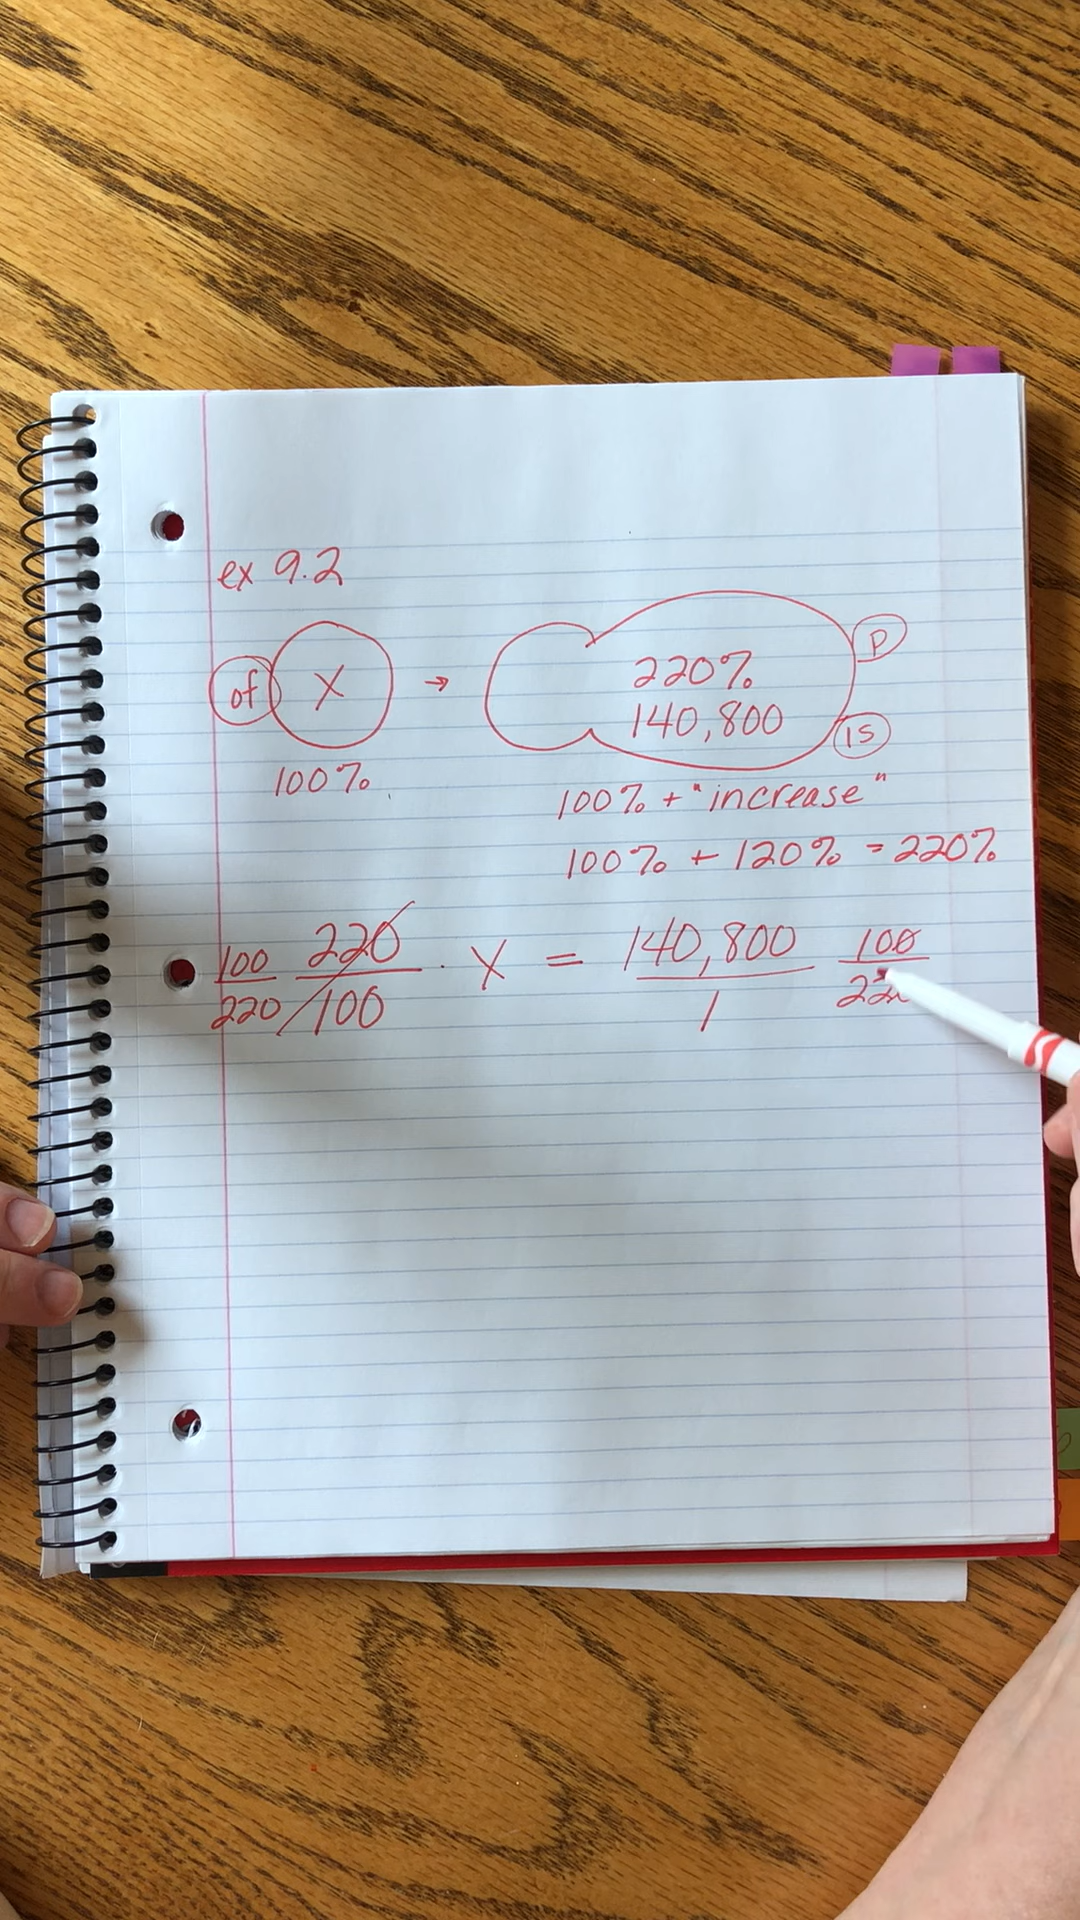 ex 9.2
of X → 220% P
140,800 is
100%
100% + "increase"
100% + 120% = 220%
100 220 · X = 140,800 100
220 100 1